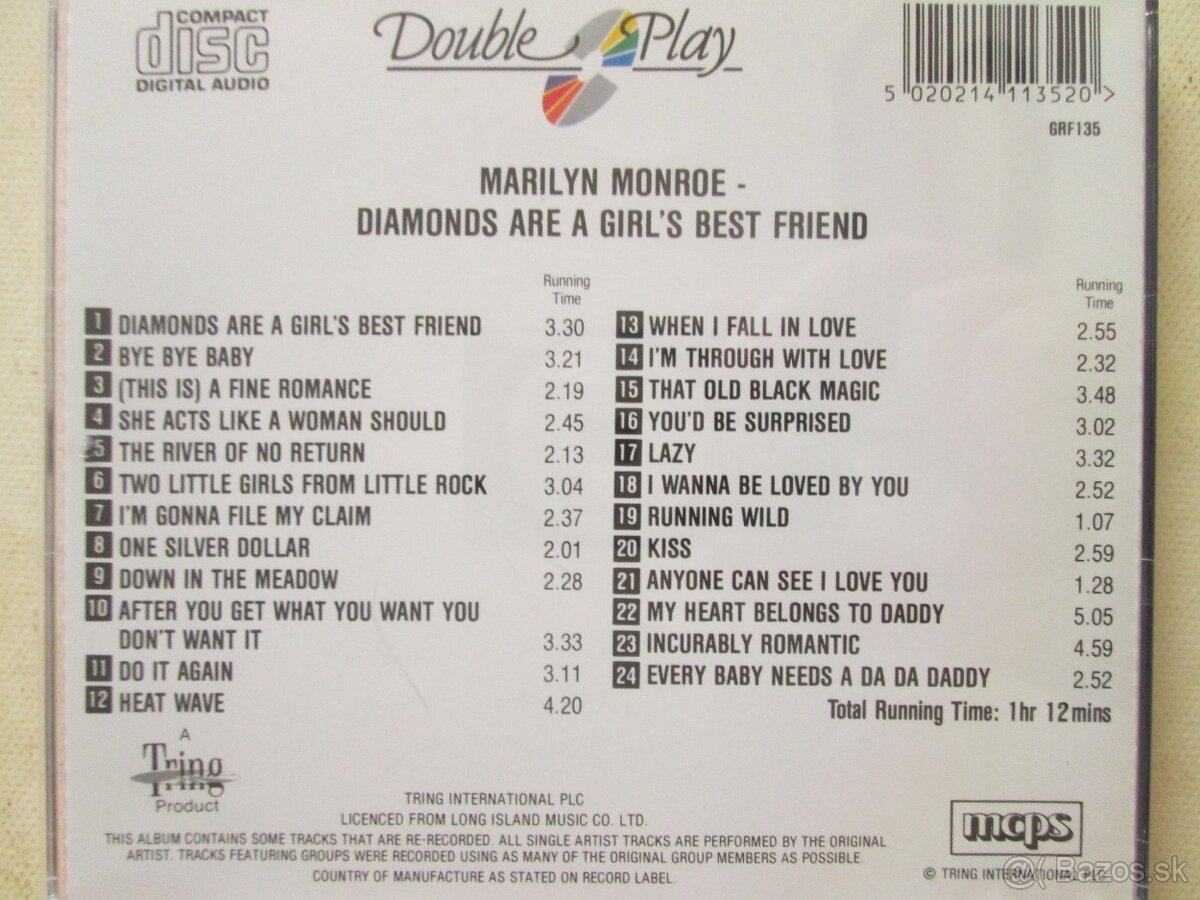 COMPACT
disc
DIGITAL AUDIO
Double Play
5 020214 113520 >
GRF135
MARILYN MONROE -
DIAMONDS ARE A GIRL'S BEST FRIEND
Running
Time
1 DIAMONDS ARE A GIRL'S BEST FRIEND 3.30
2 BYE BYE BABY 3.21
3 (THIS IS) A FINE ROMANCE 2.19
4 SHE ACTS LIKE A WOMAN SHOULD 2.45
5 THE RIVER OF NO RETURN 2.13
6 TWO LITTLE GIRLS FROM LITTLE ROCK 3.04
7 I'M GONNA FILE MY CLAIM 2.37
8 ONE SILVER DOLLAR 2.01
9 DOWN IN THE MEADOW 2.28
10 AFTER YOU GET WHAT YOU WANT YOU
DON'T WANT IT 3.33
11 DO IT AGAIN 3.11
12 HEAT WAVE 4.20
Running
Time
13 WHEN I FALL IN LOVE 2.55
14 I'M THROUGH WITH LOVE 2.32
15 THAT OLD BLACK MAGIC 3.48
16 YOU'D BE SURPRISED 3.02
17 LAZY 3.32
18 I WANNA BE LOVED BY YOU 2.52
19 RUNNING WILD 1.07
20 KISS 2.59
21 ANYONE CAN SEE I LOVE YOU 1.28
22 MY HEART BELONGS TO DADDY 5.05
23 INCURABLY ROMANTIC 4.59
24 EVERY BABY NEEDS A DA DA DADDY 2.52
Total Running Time: 1hr 12mins
A
Tring
Product
TRING INTERNATIONAL PLC
LICENCED FROM LONG ISLAND MUSIC CO. LTD.
THIS ALBUM CONTAINS SOME TRACKS THAT ARE RE-RECORDED. ALL SINGLE ARTIST TRACKS ARE PERFORMED BY THE ORIGINAL
ARTIST. TRACKS FEATURING GROUPS WERE RECORDED USING AS MANY OF THE ORIGINAL GROUP MEMBERS AS POSSIBLE.
COUNTRY OF MANUFACTURE AS STATED ON RECORD LABEL.
mcps
© TRING INTERNATIONAL PLC
Bazos.sk